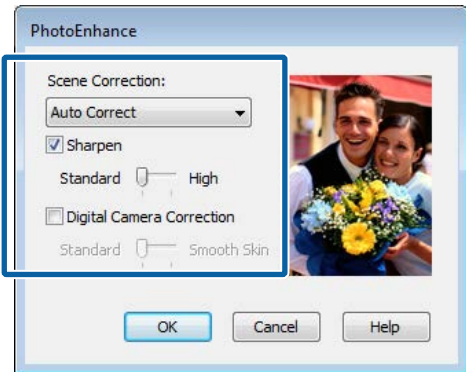 PhotoEnhance
Scene Correction:
Auto Correct
Sharpen
Standard High
Digital Camera Correction
Standard Smooth Skin
OK Cancel Help